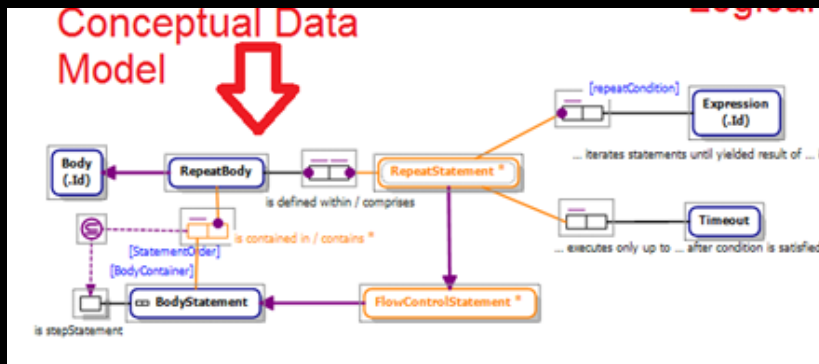 Conceptual Data
Model
Logical
[repeatCondition]
Expression
(.Id)
... iterates statements until yielded result of ...
Body
(.Id)
RepeatBody
RepeatStatement *
is defined within / comprises
Timeout
... executes only up to ... after condition is satisfied
is contained in / contains *
[StatementOrder]
[BodyContainer]
BodyStatement
FlowControlStatement *
is stepStatement